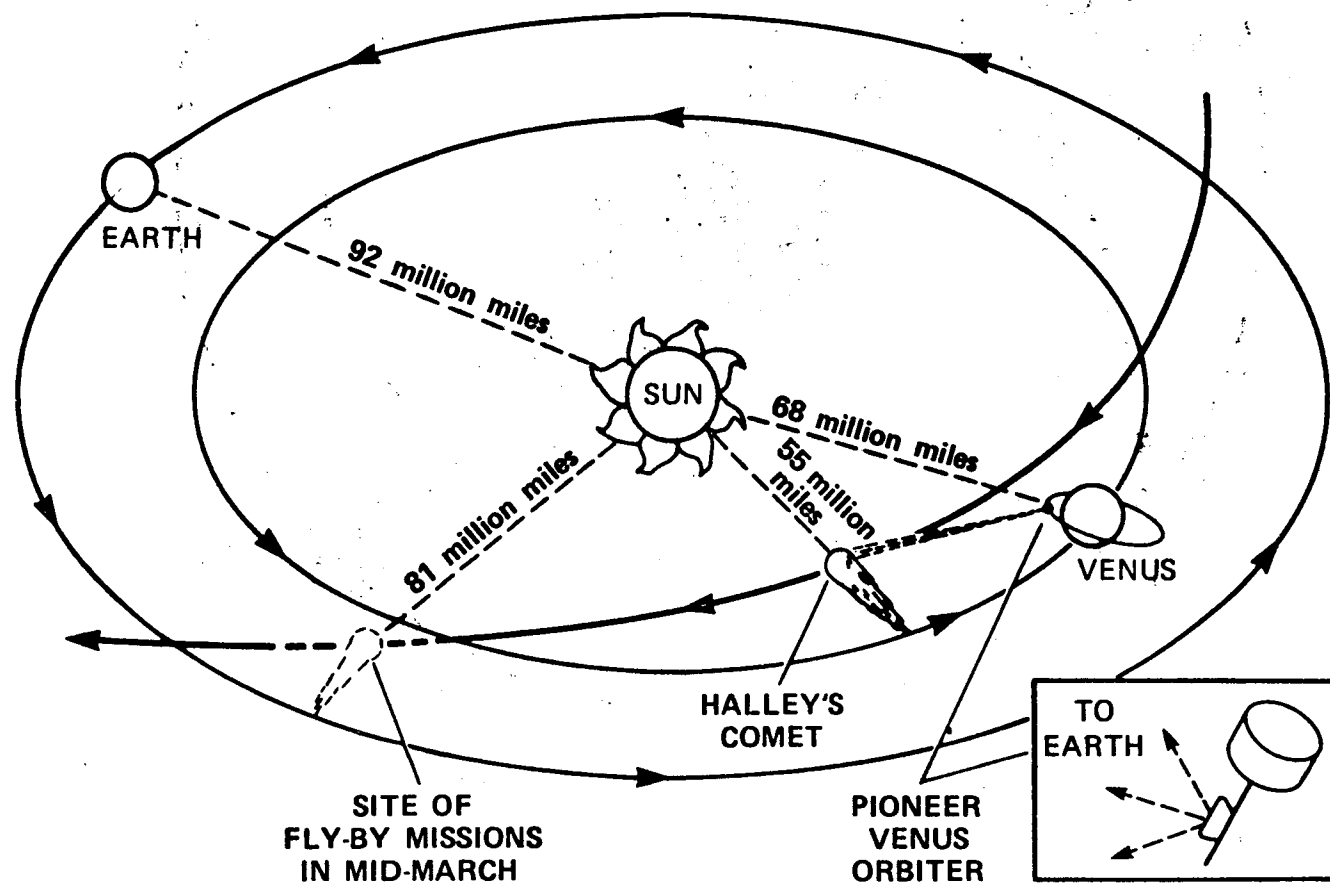 EARTH
92 million miles
SUN
68 million miles
55 million
miles
81 million miles
VENUS
HALLEY'S
COMET
TO
EARTH
SITE OF
FLY-BY MISSIONS
IN MID-MARCH
PIONEER
VENUS
ORBITER